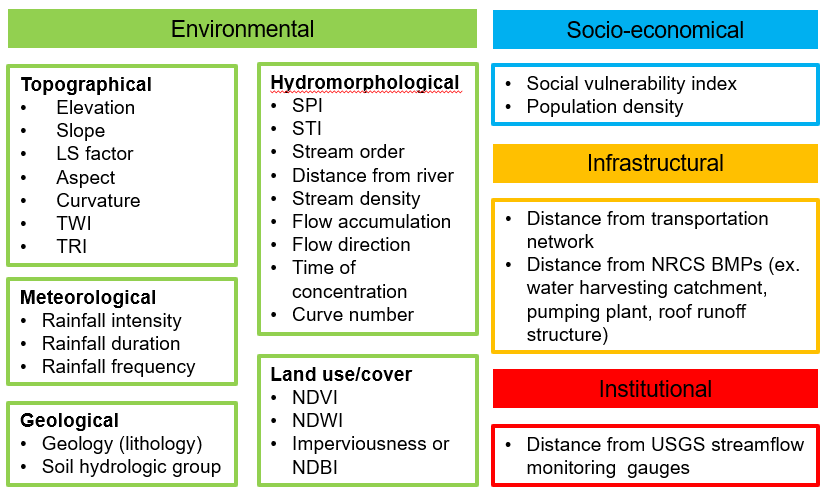 Environmental
Topographical
• Elevation
• Slope
• LS factor
• Aspect
• Curvature
• TWI
• TRI
Meteorological
• Rainfall intensity
• Rainfall duration
• Rainfall frequency
Geological
• Geology (lithology)
• Soil hydrologic group
Hydromorphological
• SPI
• STI
• Stream order
• Distance from river
• Stream density
• Flow accumulation
• Flow direction
• Time of
concentration
• Curve number
Land use/cover
• NDVI
• NDWI
• Imperviousness or
NDBI
Socio-economical
• Social vulnerability index
• Population density
Infrastructural
• Distance from transportation
network
• Distance from NRCS BMPs (ex.
water harvesting catchment,
pumping plant, roof runoff
structure)
Institutional
• Distance from USGS streamflow
monitoring  gauges